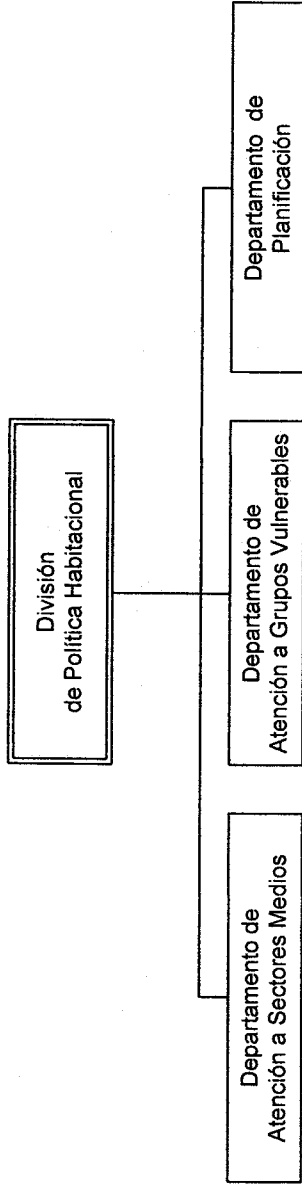 División
de Política Habitacional
Departamento de
Atención a Sectores Medios
Departamento de
Atención a Grupos Vulnerables
Departamento de
Planificación